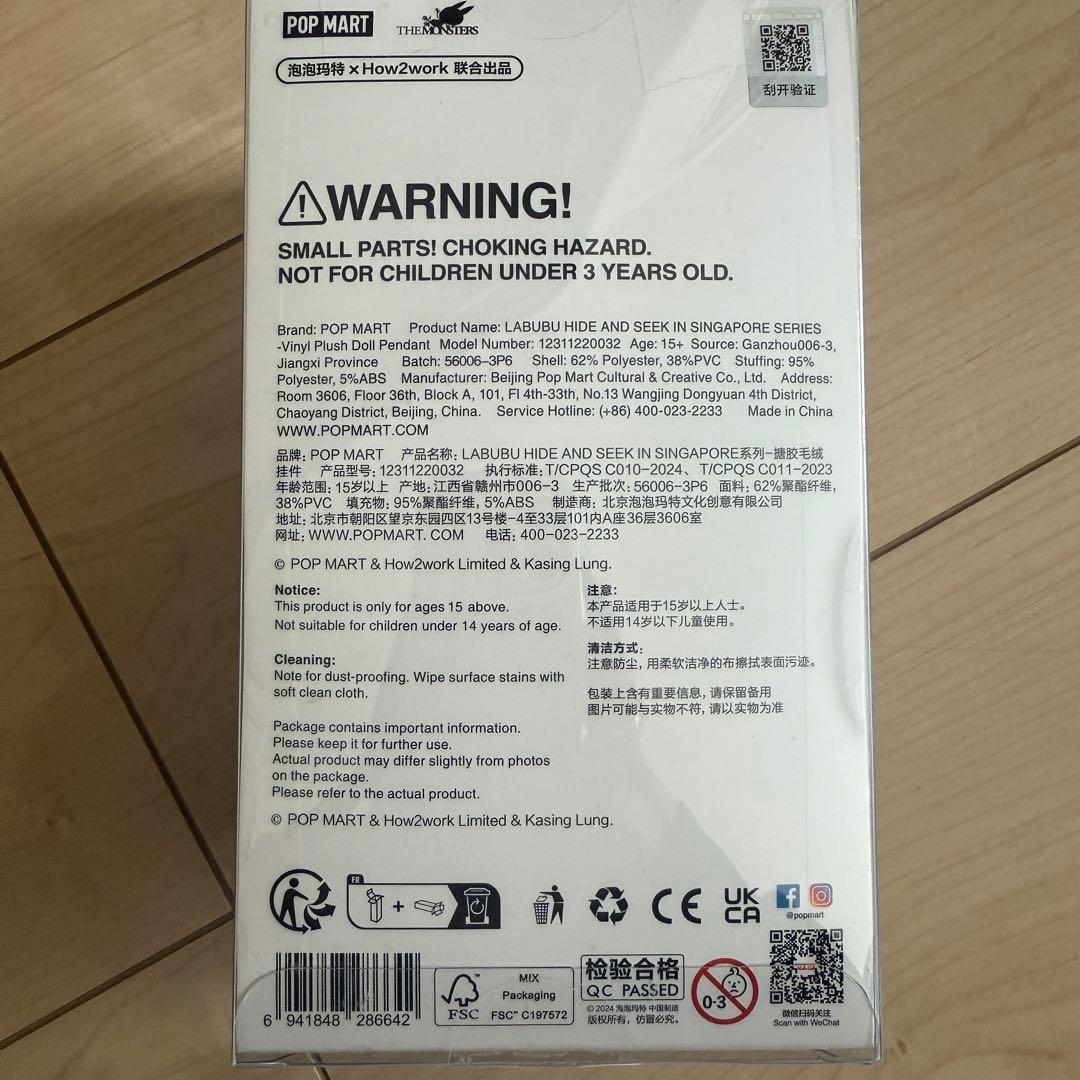 POP MART THE MONSTERS
泡泡玛特×How2work 联合出品
刮开验证
WARNING!
SMALL PARTS! CHOKING HAZARD.
NOT FOR CHILDREN UNDER 3 YEARS OLD.
Brand: POP MART Product Name: LABUBU HIDE AND SEEK IN SINGAPORE SERIES
-Vinyl Plush Doll Pendant Model Number: 12311220032 Age: 15+ Source: Ganzhou006-3,
Jiangxi Province Batch: 56006-3P6 Shell: 62% Polyester, 38%PVC Stuffing: 95%
Polyester, 5%ABS Manufacturer: Beijing Pop Mart Cultural & Creative Co., Ltd. Address:
Room 3606, Floor 36th, Block A, 101, Fl 4th-33th, No.13 Wangjing Dongyuan 4th District,
Chaoyang District, Beijing, China. Service Hotline: (+86) 400-023-2233 Made in China
WWW.POPMART.COM
品牌: POP MART 产品名称: LABUBU HIDE AND SEEK IN SINGAPORE系列-搪胶毛绒
挂件 产品型号: 12311220032 执行标准: T/CPQS C010-2024、T/CPQS C011-2023
年龄范围: 15岁以上 产地: 江西省赣州市006-3 生产批次: 56006-3P6 面料: 62%聚酯纤维,
38%PVC 填充物: 95%聚酯纤维, 5%ABS 制造商: 北京泡泡玛特文化创意有限公司
地址: 北京市朝阳区望京东园四区13号楼-4至33层101内A座36层3606室
网址: WWW.POPMART. COM 电话: 400-023-2233
© POP MART & How2work Limited & Kasing Lung.
Notice:
This product is only for ages 15 above.
Not suitable for children under 14 years of age.
Cleaning:
Note for dust-proofing. Wipe surface stains with
soft clean cloth.
Package contains important information.
Please keep it for further use.
Actual product may differ slightly from photos
on the package.
Please refer to the actual product.
注意:
本产品适用于15岁以上人士。
不适用14岁以下儿童使用。
清洁方式:
注意防尘, 用柔软洁净的布擦拭表面污迹。
包装上含有重要信息, 请保留备用
图片可能与实物不符, 请以实物为准
© POP MART & How2work Limited & Kasing Lung.
FR
+
CE
UK
CA
@popmart
6 941848 286642
FSC™
MIX
Packaging
FSC™ C197572
检验合格
QC PASSED
© 2024 泡泡玛特 中国制造
版权所有, 仿冒必究。
0-3
微信扫码关注
Scan with WeChat